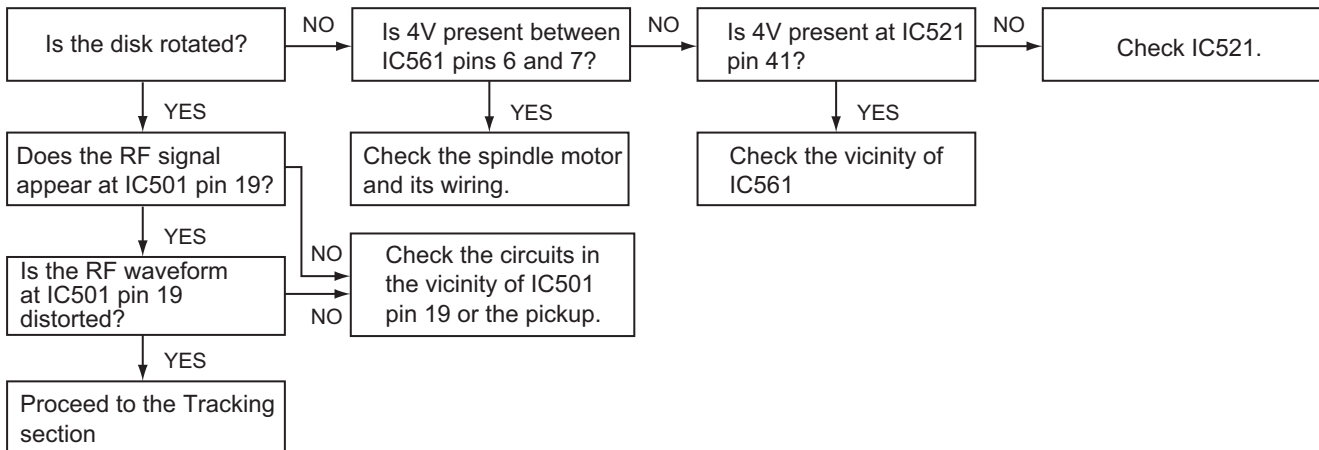 Is the disk rotated?
NO
Is 4V present between
IC561 pins 6 and 7?
NO
Is 4V present at IC521
pin 41?
NO
Check IC521.
YES
YES
YES
Does the RF signal
appear at IC501 pin 19?
Check the spindle motor
and its wiring.
Check the vicinity of
IC561
YES
NO
Is the RF waveform
at IC501 pin 19
distorted?
NO
Check the circuits in
the vicinity of IC501
pin 19 or the pickup.
YES
Proceed to the Tracking
section